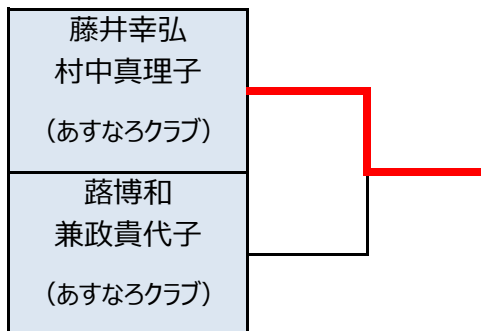 藤井幸弘
村中真理子
（あすなろクラブ）
蕗博和
兼政貴代子
（あすなろクラブ）